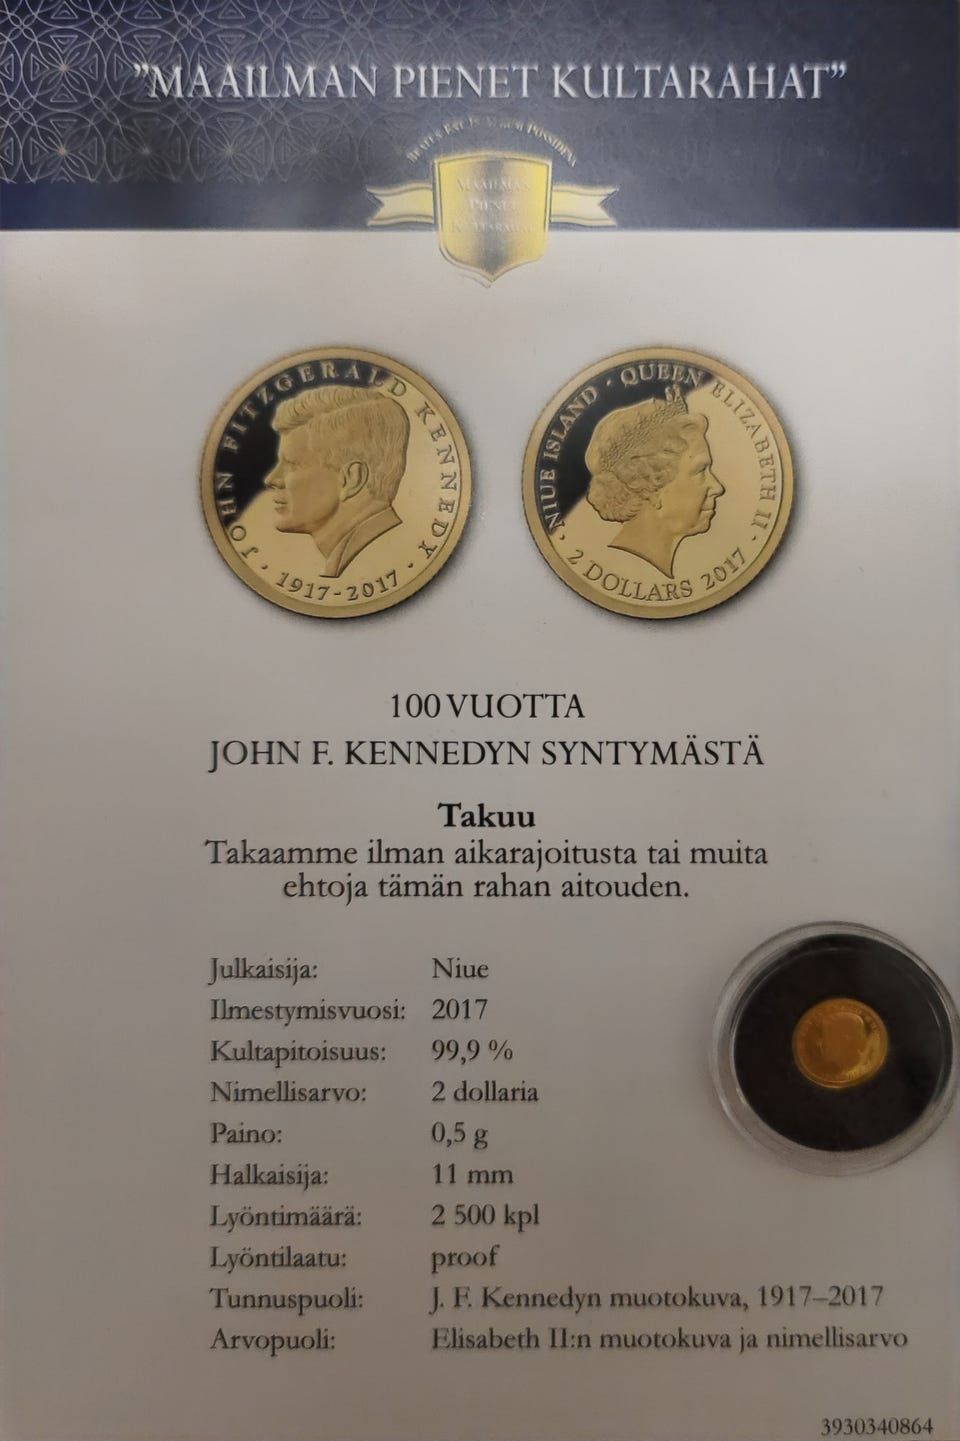 "MAAILMAN PIENET KULTARAHAT"
MAAILMAN
PIENET
KULTARAHAT
JOHN FITZGERALD KENNEDY
· 1917-2017 ·
NIUE ISLAND · QUEEN ELIZABETH II
· 2 DOLLARS 2017 ·
100 VUOTTA
JOHN F. KENNEDYN SYNTYMÄSTÄ
Takuu
Takaamme ilman aikarajoitusta tai muita
ehtoja tämän rahan aitouden.
Julkaisija: Niue
Ilmestymisvuosi: 2017
Kultapitoisuus: 99,9 %
Nimellisarvo: 2 dollaria
Paino: 0,5 g
Halkaisija: 11 mm
Lyöntimäärä: 2 500 kpl
Lyöntilaatu: proof
Tunnuspuoli: J. F. Kennedyn muotokuva, 1917–2017
Arvopuoli: Elisabeth II:n muotokuva ja nimellisarvo
3930340864